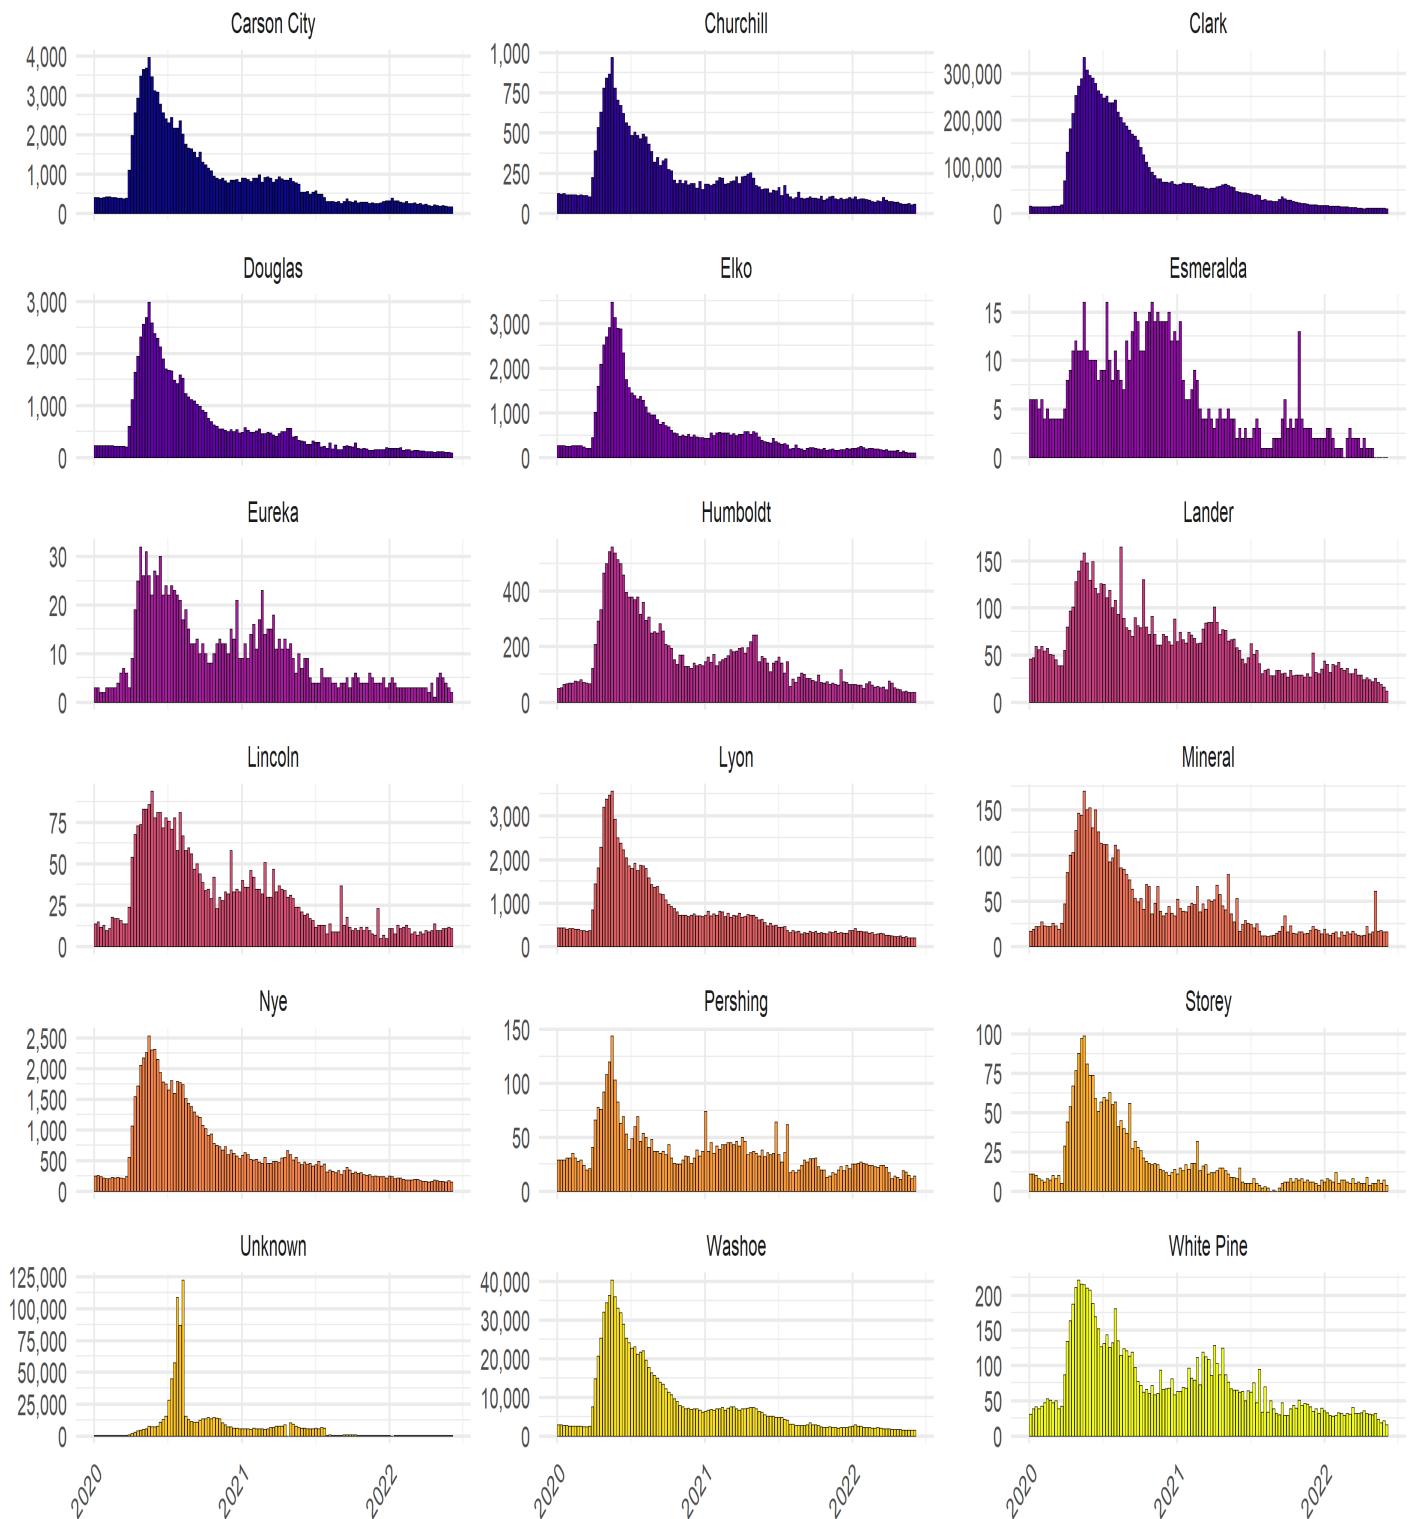 Carson City Churchill Clark
4,000 3,000 2,000 1,000 0
1,000 750 500 250 0
300,000 200,000 100,000 0
Douglas Elko Esmeralda
3,000 2,000 1,000 0
3,000 2,000 1,000 0
15 10 5 0
Eureka Humboldt Lander
30 20 10 0
400 200 0
150 100 50 0
Lincoln Lyon Mineral
75 50 25 0
3,000 2,000 1,000 0
150 100 50 0
Nye Pershing Storey
2,500 2,000 1,500 1,000 500 0
150 100 50 0
100 75 50 25 0
Unknown Washoe White Pine
125,000 100,000 75,000 50,000 25,000 0
40,000 30,000 20,000 10,000 0
200 150 100 50 0
2020 2021 2022 2020 2021 2022 2020 2021 2022